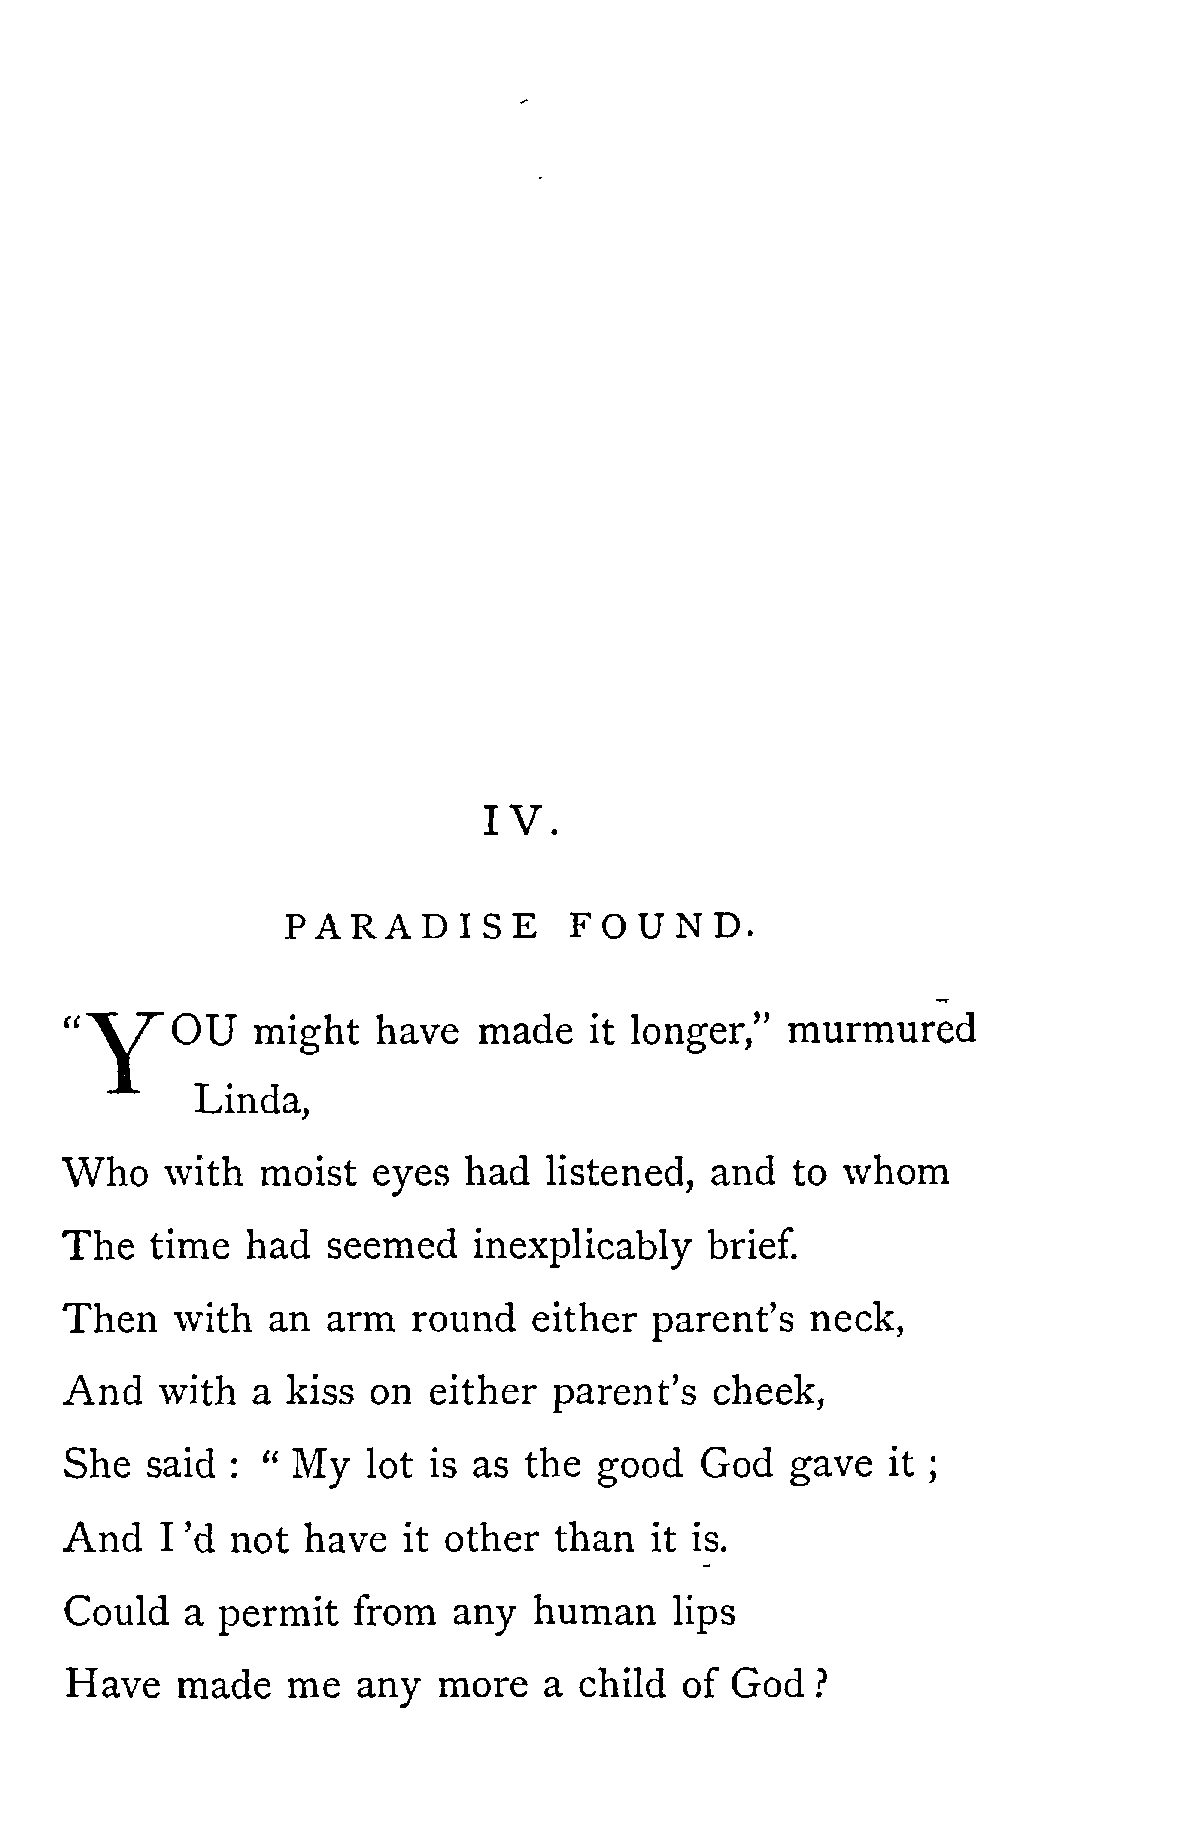 IV.
PARADISE FOUND.
“YOU might have made it longer,” murmured
Linda,
Who with moist eyes had listened, and to whom
The time had seemed inexplicably brief.
Then with an arm round either parent’s neck,
And with a kiss on either parent’s cheek,
She said : “ My lot is as the good God gave it ;
And I ’d not have it other than it is.
Could a permit from any human lips
Have made me any more a child of God ?